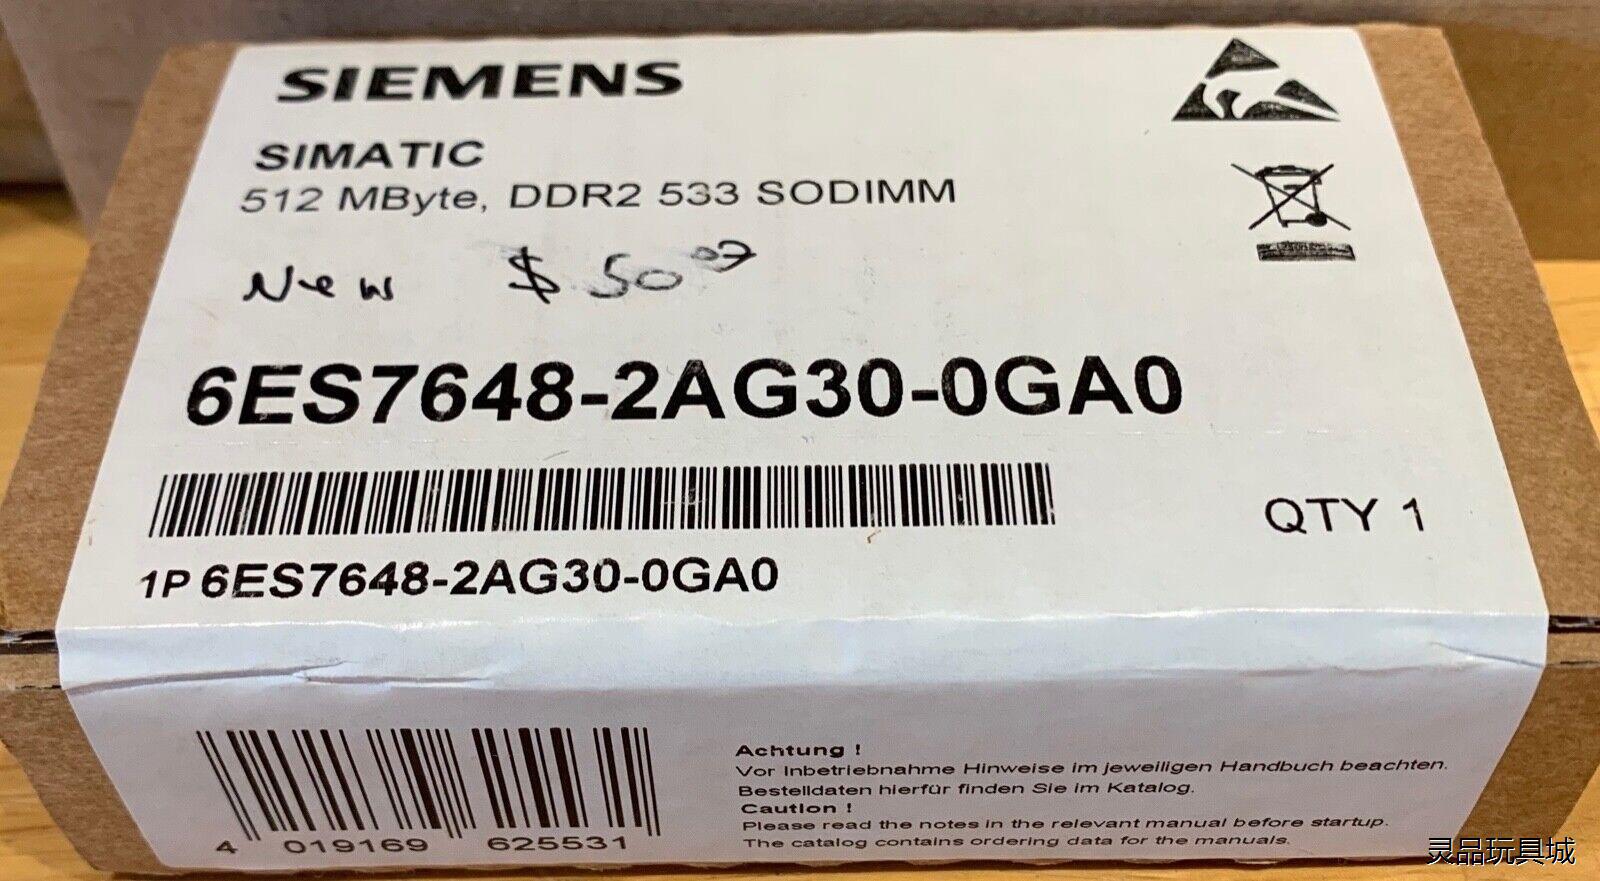 SIEMENS
SIMATIC
512 MByte, DDR2 533 SODIMM
New $ 50
6ES7648-2AG30-0GA0
QTY 1
1P 6ES7648-2AG30-0GA0
4 019169 625531
Achtung !
Vor Inbetriebnahme Hinweise im jeweiligen Handbuch beachten.
Bestelldaten hierfür finden Sie im Katalog.
Caution !
Please read the notes in the relevant manual before startup.
The catalog contains ordering data for the manuals.
灵品玩具城